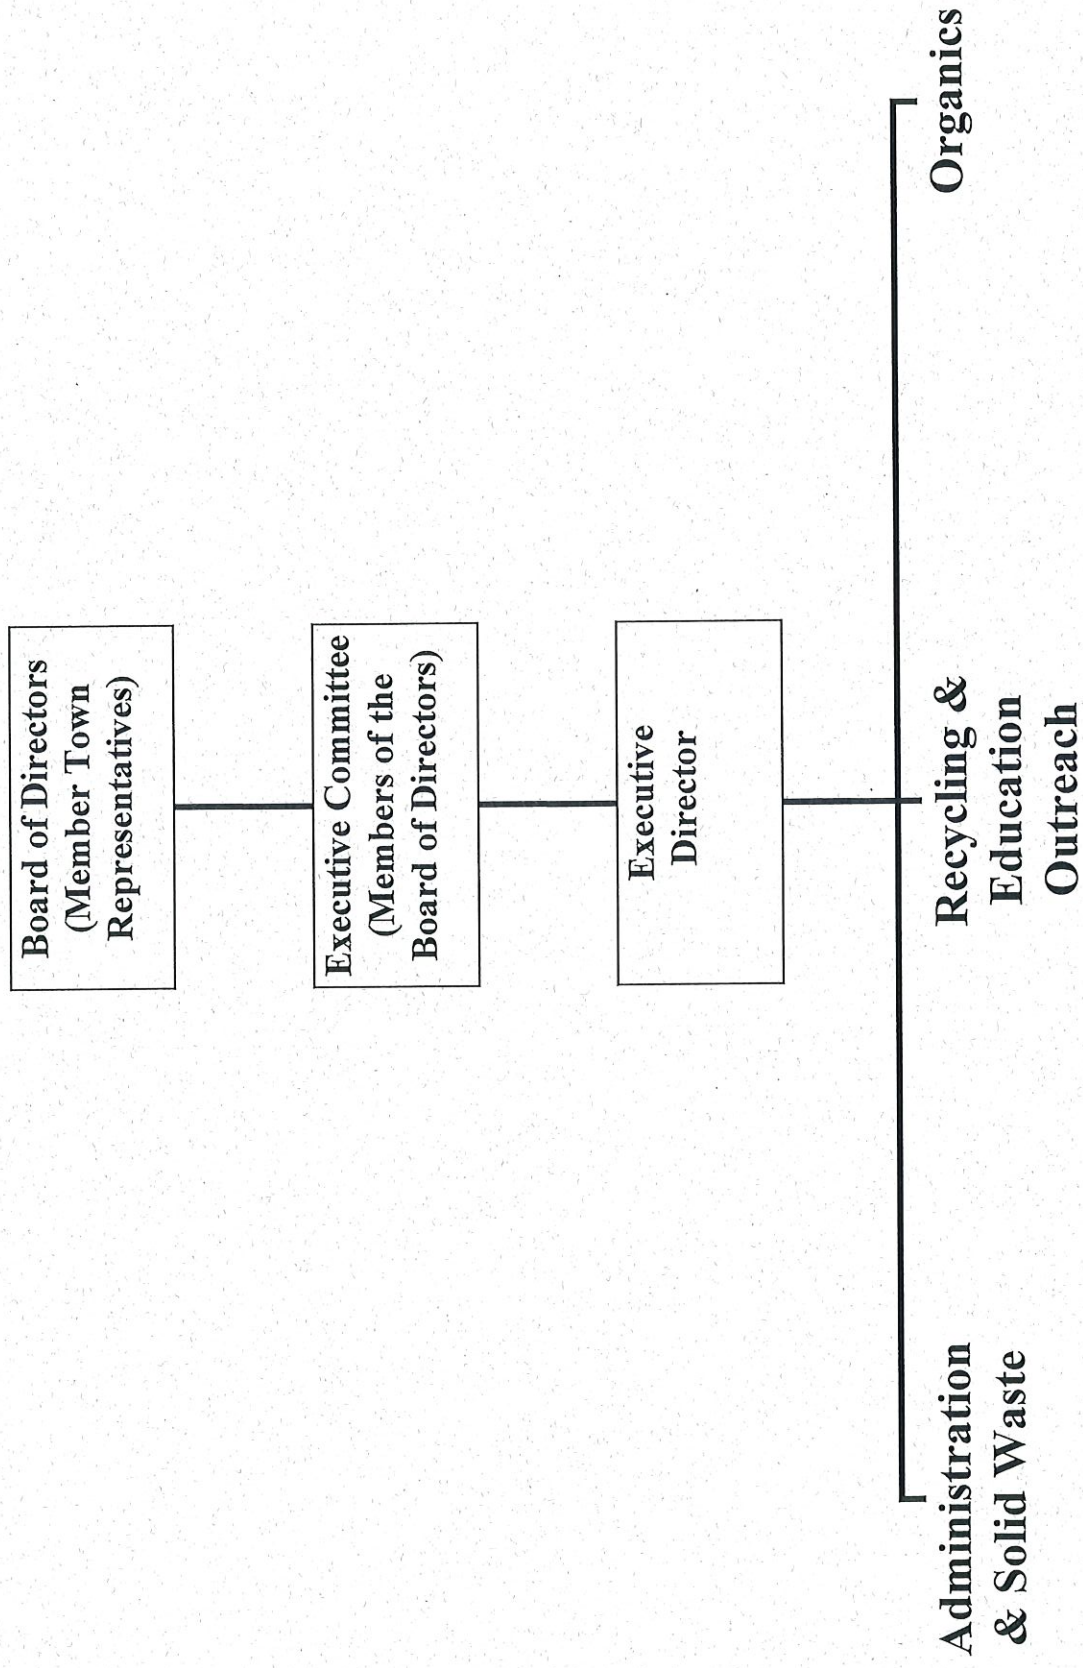 Board of Directors
(Member Town
Representatives)
Executive Committee
(Members of the
Board of Directors)
Executive
Director
Administration
& Solid Waste
Recycling &
Education
Outreach
Organics